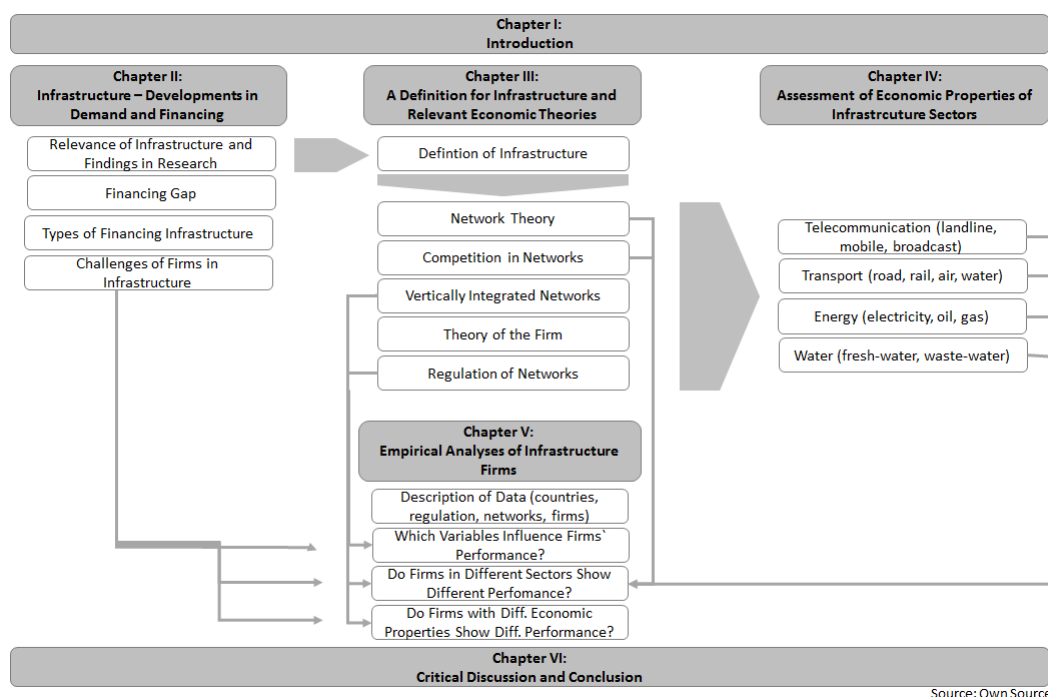 Chapter I:
Introduction
Chapter II:
Infrastructure – Developments in
Demand and Financing
Relevance of Infrastructure and
Findings in Research
Financing Gap
Types of Financing Infrastructure
Challenges of Firms in
Infrastructure
Chapter III:
A Definition for Infrastructure and
Relevant Economic Theories
Defintion of Infrastructure
Network Theory
Competition in Networks
Vertically Integrated Networks
Theory of the Firm
Regulation of Networks
Chapter IV:
Assessment of Economic Properties of
Infrastrcuture Sectors
Telecommunication (landline,
mobile, broadcast)
Transport (road, rail, air, water)
Energy (electricity, oil, gas)
Water (fresh-water, waste-water)
Chapter V:
Empirical Analyses of Infrastructure
Firms
Description of Data (countries,
regulation, networks, firms)
Which Variables Influence Firms`
Performance?
Do Firms in Different Sectors Show
Different Perfomance?
Do Firms with Diff. Economic
Properties Show Diff. Performance?
Chapter VI:
Critical Discussion and Conclusion
Source: Own Source